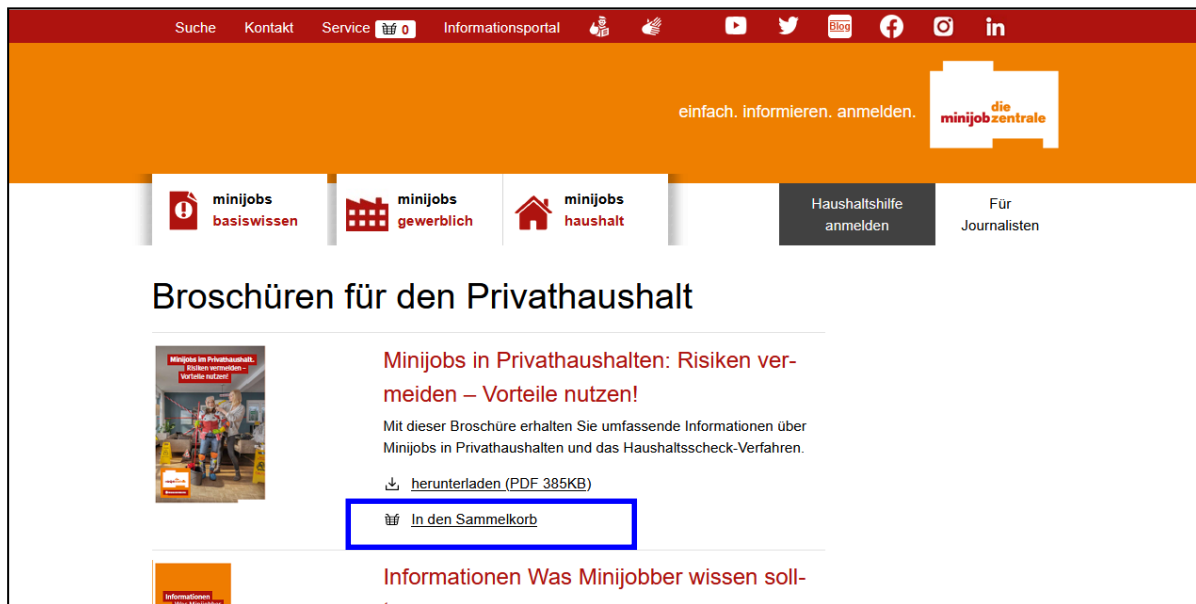 Suche Kontakt Service 0 Informationsportal Blog
einfach. informieren. anmelden.
die
minijobzentrale
minijobs
basiswissen
minijobs
gewerblich
minijobs
haushalt
Haushaltshilfe
anmelden
Für
Journalisten
Broschüren für den Privathaushalt
Minijobs im Privathaushalt.
Risiken vermeiden –
Vorteile nutzen!
Minijobs in Privathaushalten: Risiken ver-
meiden – Vorteile nutzen!
Mit dieser Broschüre erhalten Sie umfassende Informationen über
Minijobs in Privathaushalten und das Haushaltsscheck-Verfahren.
herunterladen (PDF 385KB)
In den Sammelkorb
Informationen
Was Minijobber
Informationen Was Minijobber wissen soll-